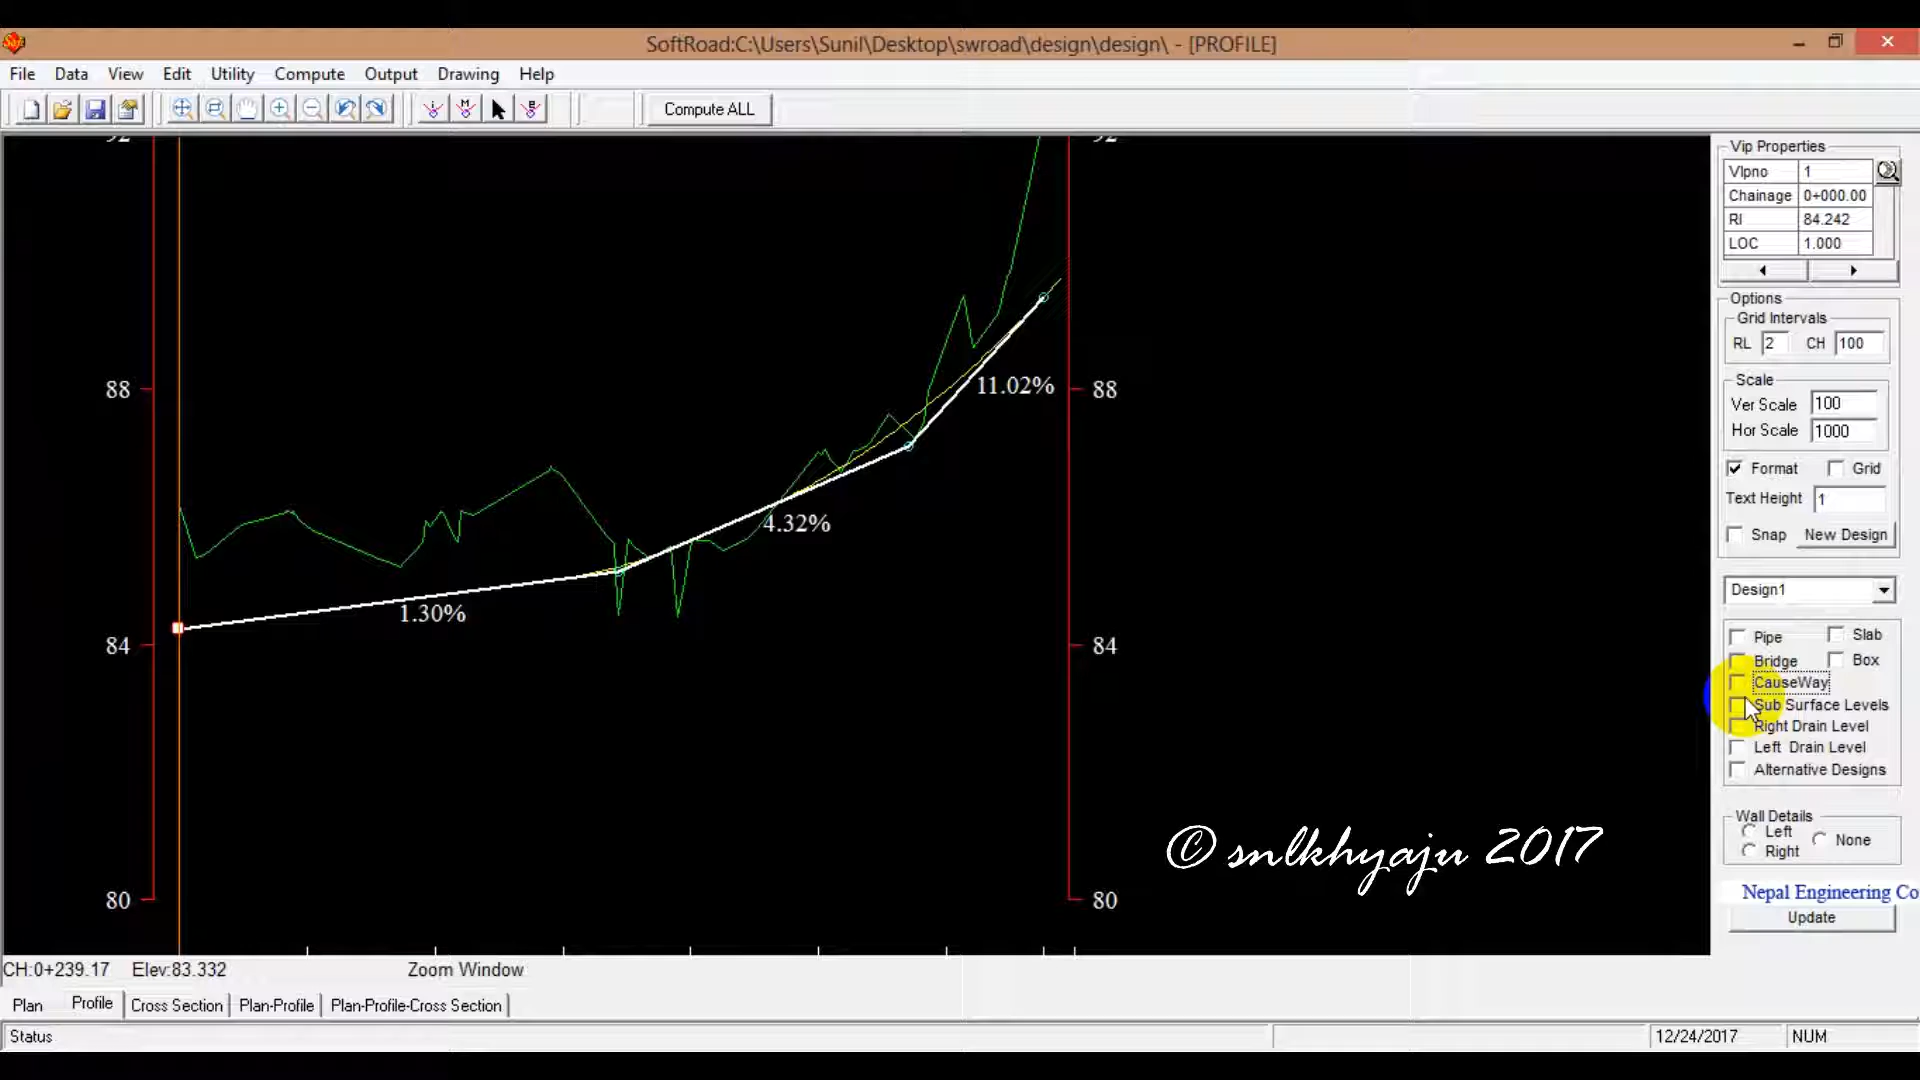 SoftRoad:C:\Users\Sunil\Desktop\swroad\design\design\ - [PROFILE]
File Data View Edit Utility Compute Output Drawing Help
Compute ALL
92 92
88 88
84 84
80 80
11.02%
4.32%
1.30%
© snlkhyaju 2017
Vip Properties
VIpno 1
Chainage 0+000.00
Rl 84.242
LOC 1.000
Options
Grid Intervals
RL 2 CH 100
Scale
Ver Scale 100
Hor Scale 1000
Format Grid
Text Height 1
Snap New Design
Design1
Pipe Slab
Bridge Box
CauseWay
Sub Surface Levels
Right Drain Level
Left Drain Level
Alternative Designs
Wall Details
Left
Right
None
Nepal Engineering Co
Update
CH:0+239.17 Elev:83.332 Zoom Window
Plan Profile Cross Section Plan-Profile Plan-Profile-Cross Section
Status 12/24/2017 NUM